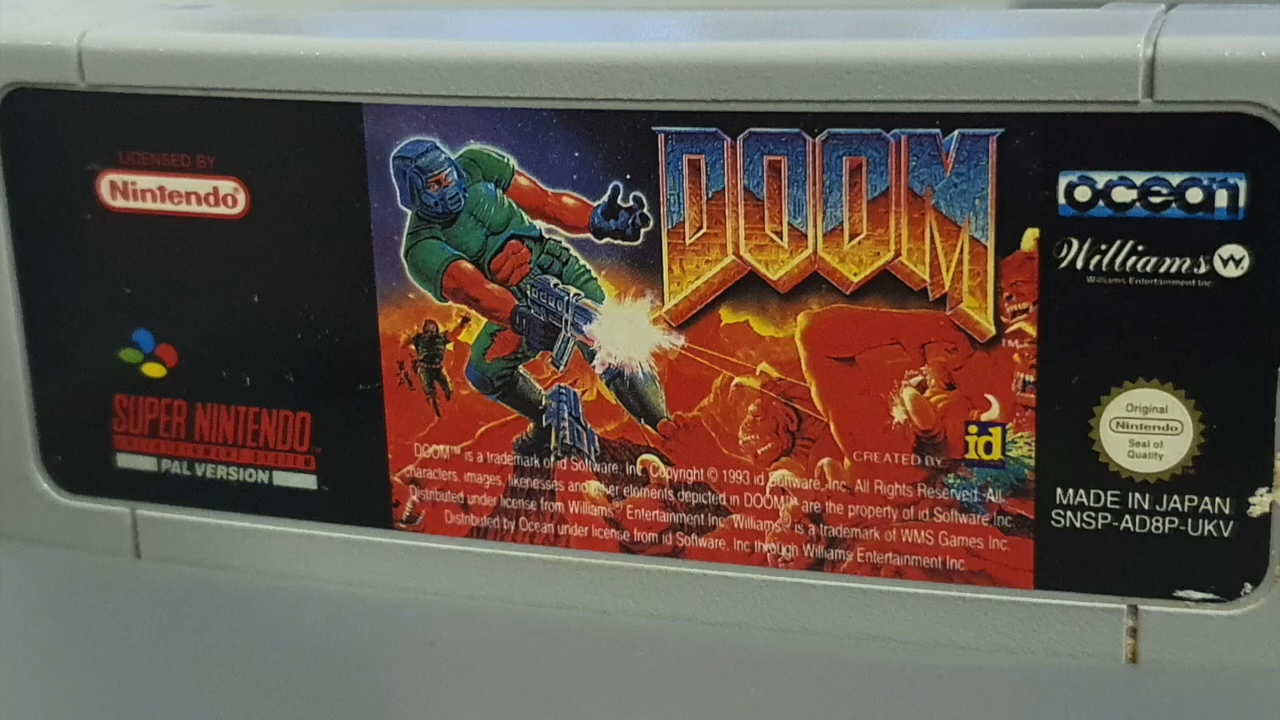 LICENSED BY
Nintendo®
SUPER NINTENDO™
ENTERTAINMENT SYSTEM
PAL VERSION
DOOM
TM
CREATED BY
id
DOOM™ is a trademark of id Software, Inc. Copyright © 1993 id Software, Inc. All Rights Reserved. All
characters, images, likenesses and other elements depicted in DOOM™ are the property of id Software Inc.
Distributed under license from Williams® Entertainment Inc. Williams® is a trademark of WMS Games Inc.
Distributed by Ocean under license from id Software, Inc through Williams Entertainment Inc.
ocean
Williams W
Williams Entertainment Inc.
Original
Nintendo
Seal of
Quality
MADE IN JAPAN
SNSP-AD8P-UKV